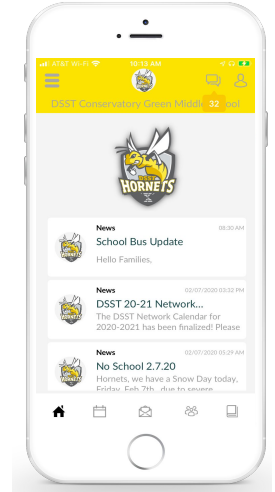 AT&T Wi-Fi 10:13 AM
32
DSST Conservatory Green Middle ool
DSST
HORNETS
News 08:30 AM
School Bus Update
Hello Families,
News 02/07/2020 03:32 PM
DSST 20-21 Network...
The DSST Network Calendar for
2020-2021 has been finalized! Please
News 02/07/2020 05:29 AM
No School 2.7.20
Hornets, we have a Snow Day today,
Friday, Feb 7th, due to severe